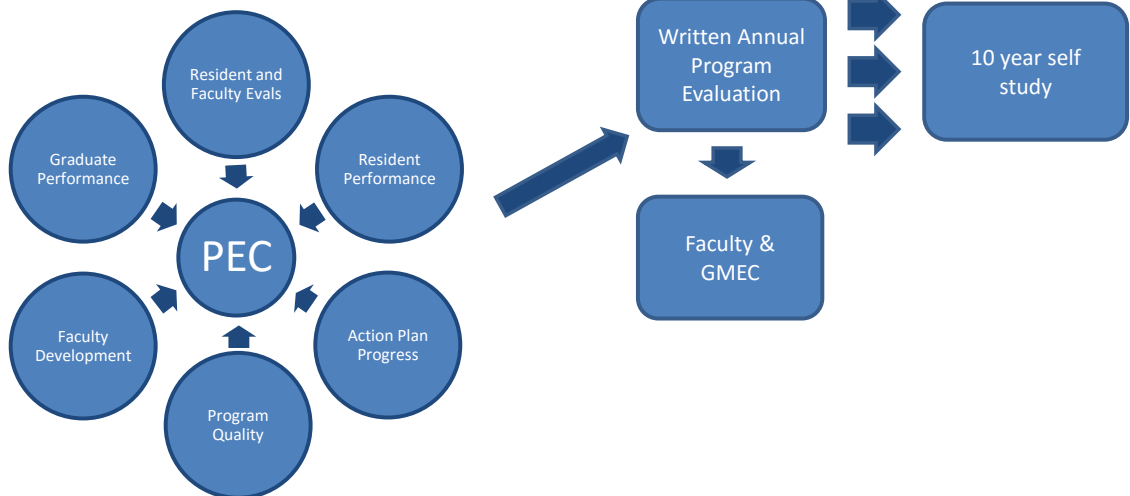 Resident and
Faculty Evals
Graduate
Performance
Resident
Performance
PEC
Faculty
Development
Action Plan
Progress
Program
Quality
Written Annual
Program
Evaluation
10 year self
study
Faculty &
GMEC